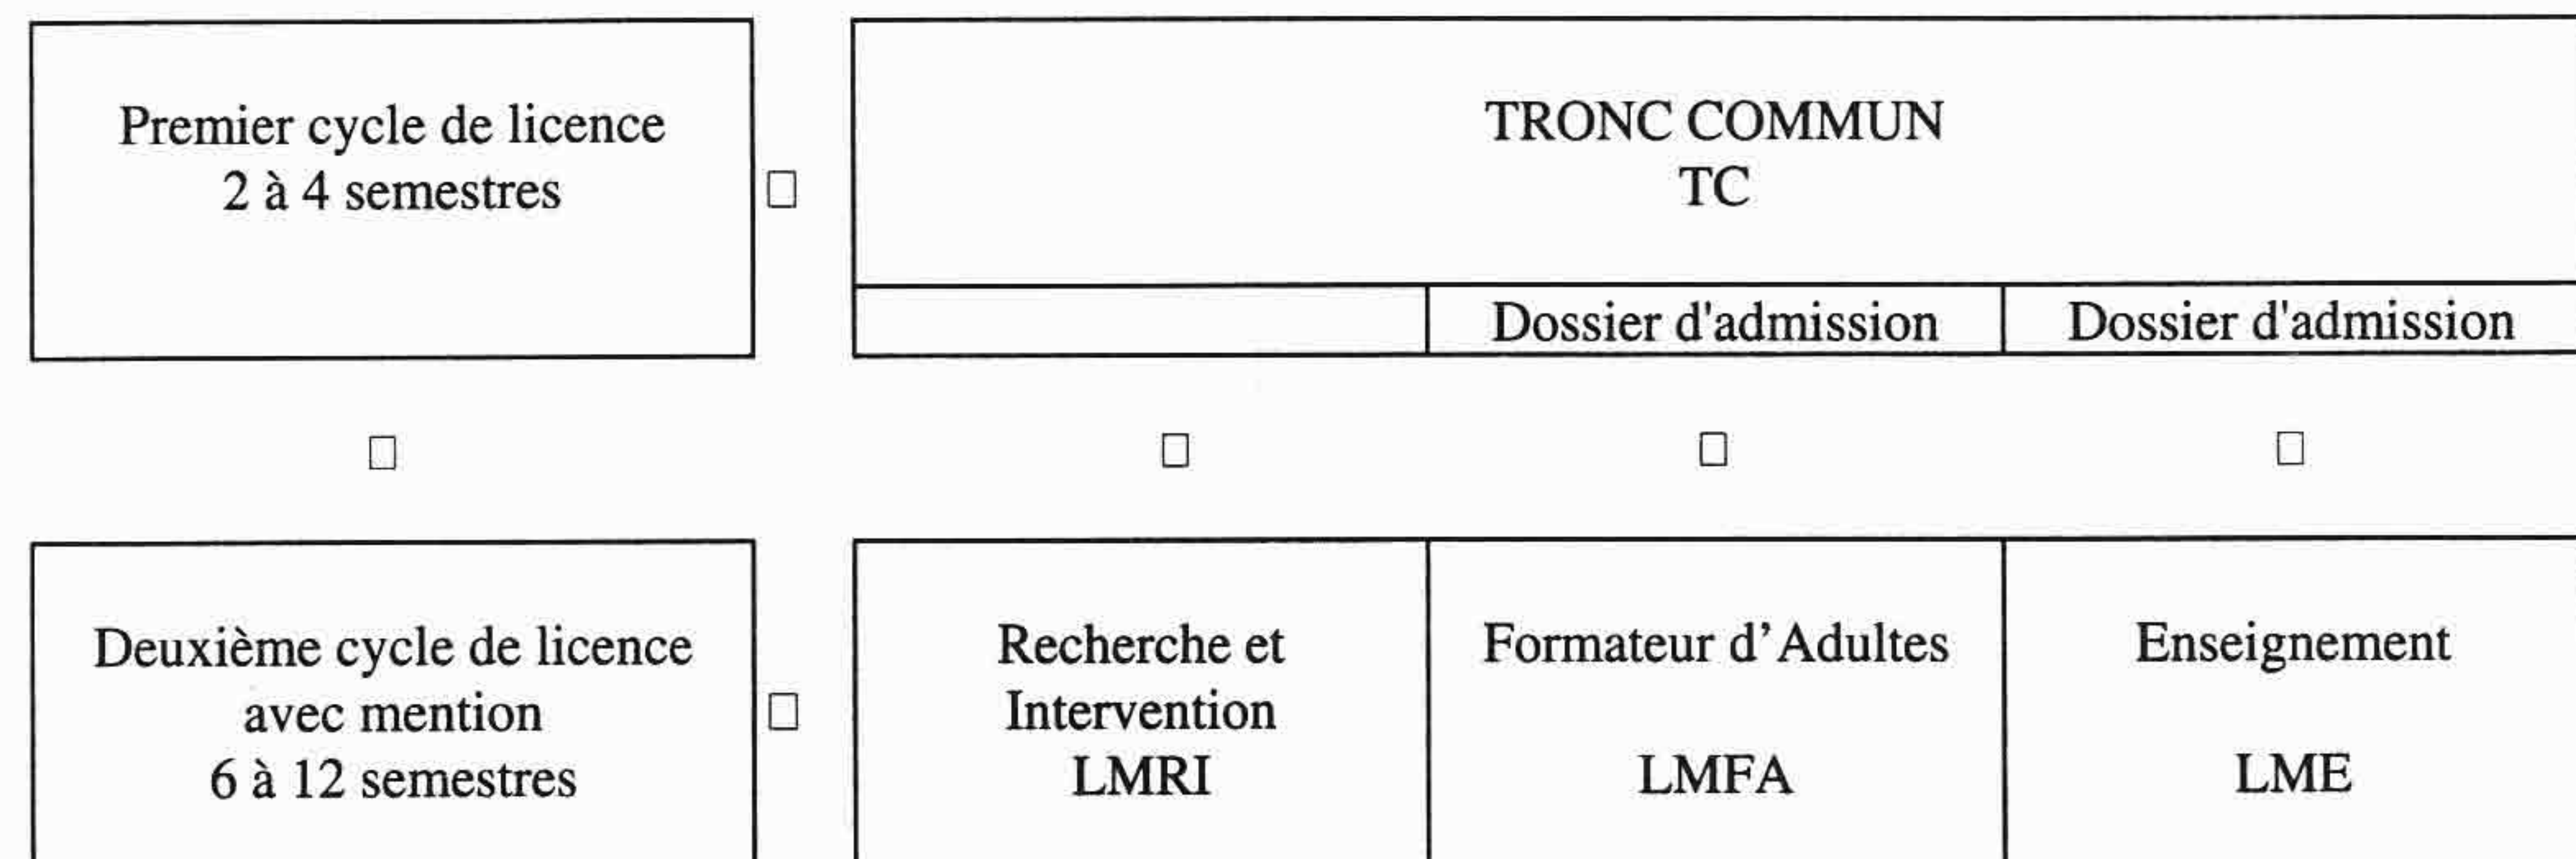 Premier cycle de licence
2 à 4 semestres
TRONC COMMUN
TC
Dossier d'admission
Dossier d'admission
Deuxième cycle de licence
avec mention
6 à 12 semestres
Recherche et
Intervention
LMRI
Formateur d’Adultes
LMFA
Enseignement
LME